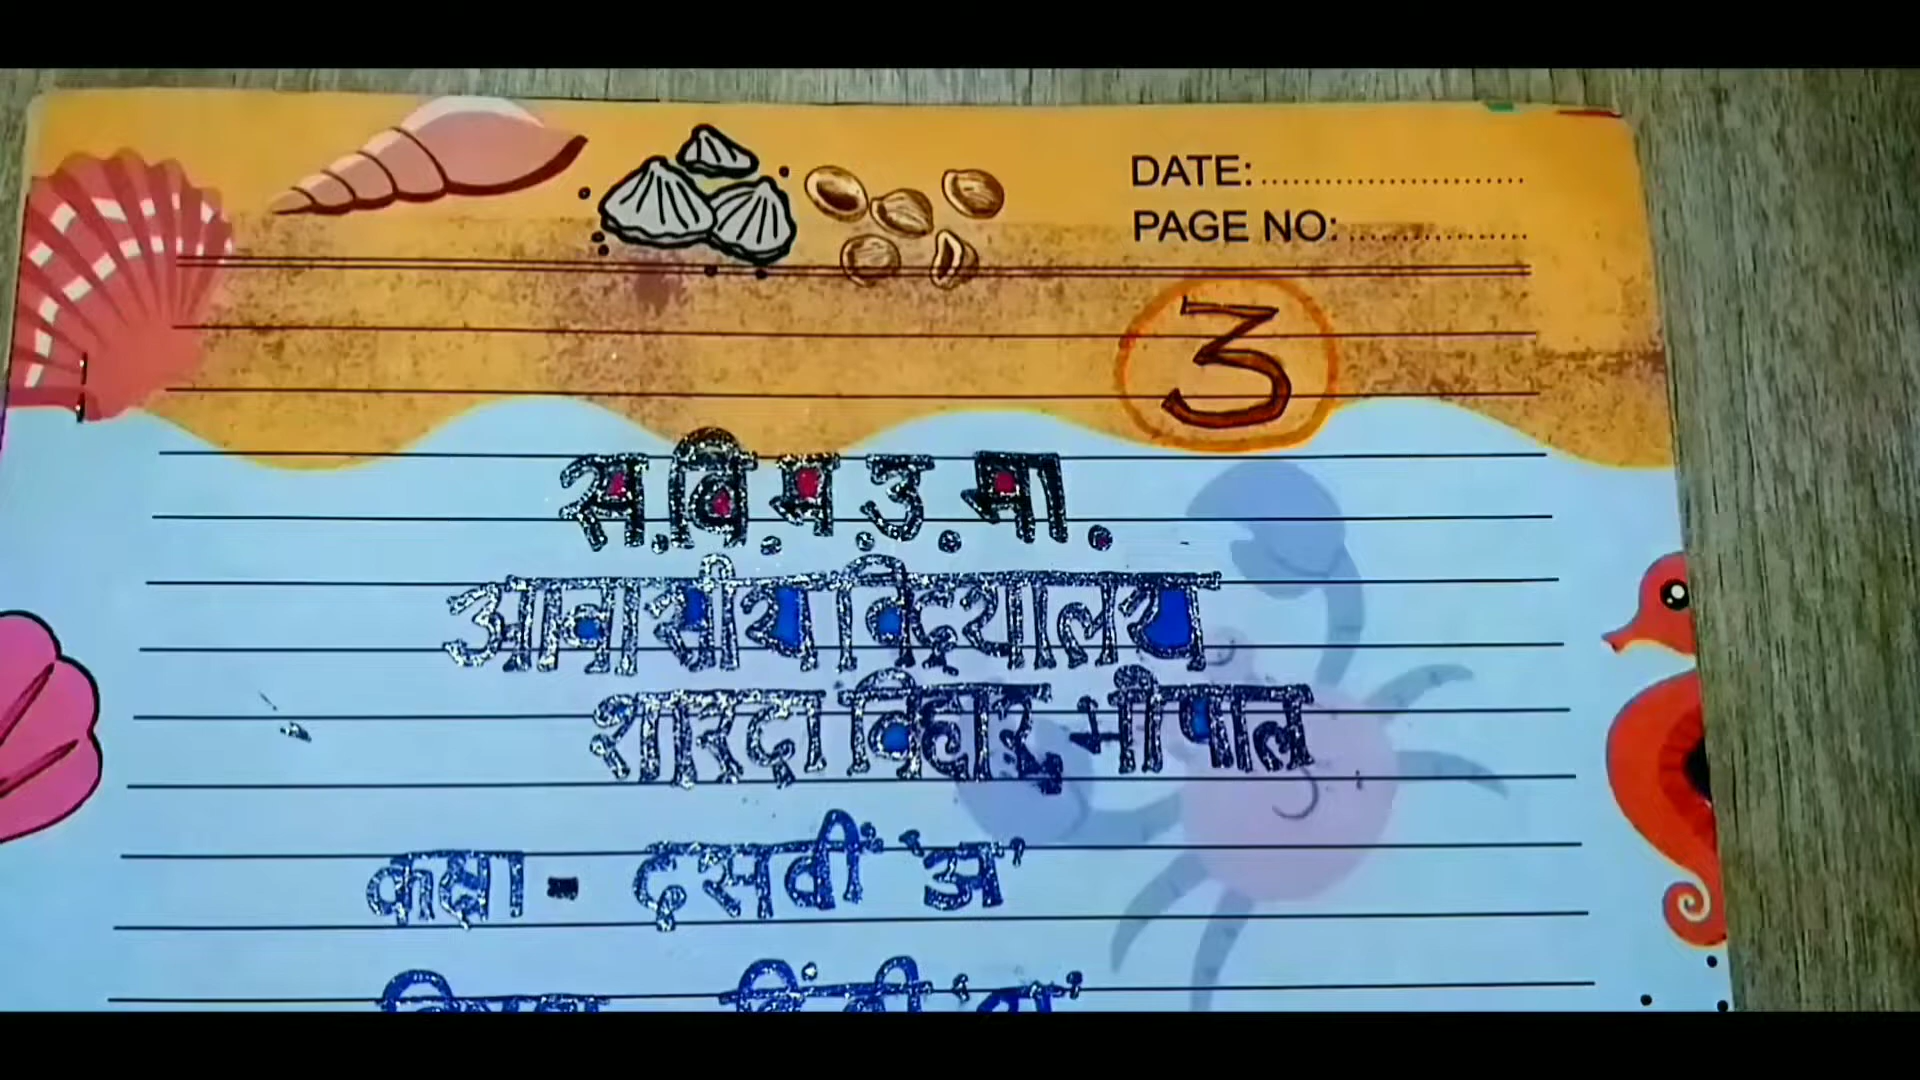 DATE:........................
PAGE NO:................
3
स.वि.म.उ.मा.
आवासीय विद्यालय
शारदा विहार, भोपाल
कक्षा - दसवीं 'अ'